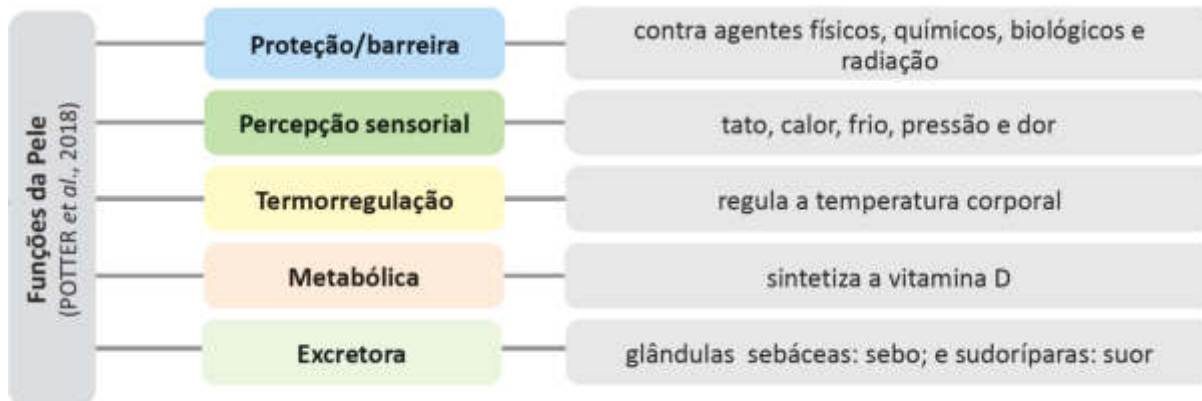 Funções da Pele
(POTTER et al., 2018)
Proteção/barreira
contra agentes físicos, químicos, biológicos e
radiação
Percepção sensorial
tato, calor, frio, pressão e dor
Termorregulação
regula a temperatura corporal
Metabólica
sintetiza a vitamina D
Excretora
glândulas sebáceas: sebo; e sudoríparas: suor